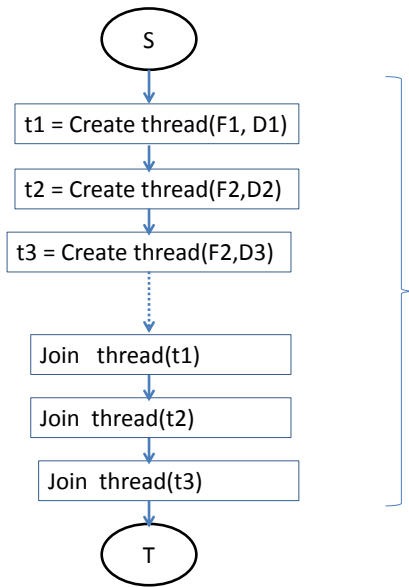 S
t1 = Create thread(F1, D1)
t2 = Create thread(F2,D2)
t3 = Create thread(F2,D3)
Join thread(t1)
Join thread(t2)
Join thread(t3)
T